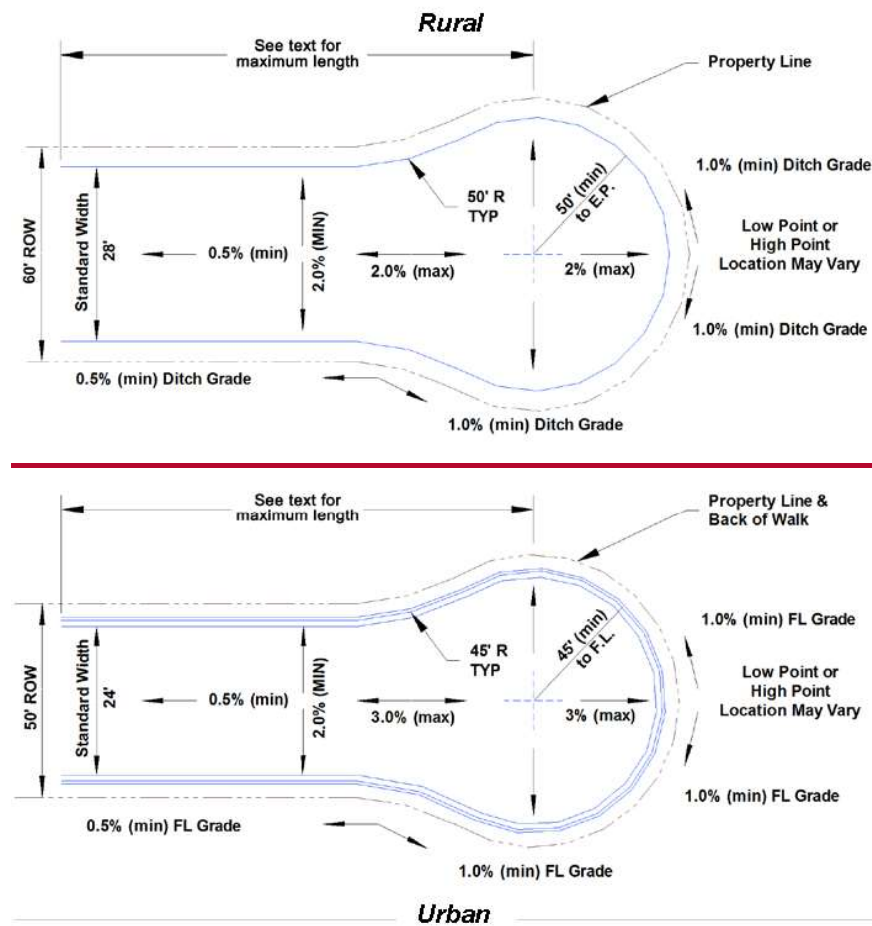 Rural
See text for
maximum length
Property Line
1.0% (min) Ditch Grade
50' R
TYP
50' (min)
to E.P.
60' ROW
Standard Width
28'
0.5% (min)
2.0% (MIN)
2.0% (max)
2% (max)
Low Point or
High Point
Location May Vary
1.0% (min) Ditch Grade
0.5% (min) Ditch Grade
1.0% (min) Ditch Grade
See text for
maximum length
Property Line &
Back of Walk
1.0% (min) FL Grade
45' R
TYP
45' (min)
to F.L.
50' ROW
Standard Width
24'
0.5% (min)
2.0% (MIN)
3.0% (max)
3% (max)
Low Point or
High Point
Location May Vary
1.0% (min) FL Grade
0.5% (min) FL Grade
1.0% (min) FL Grade
Urban